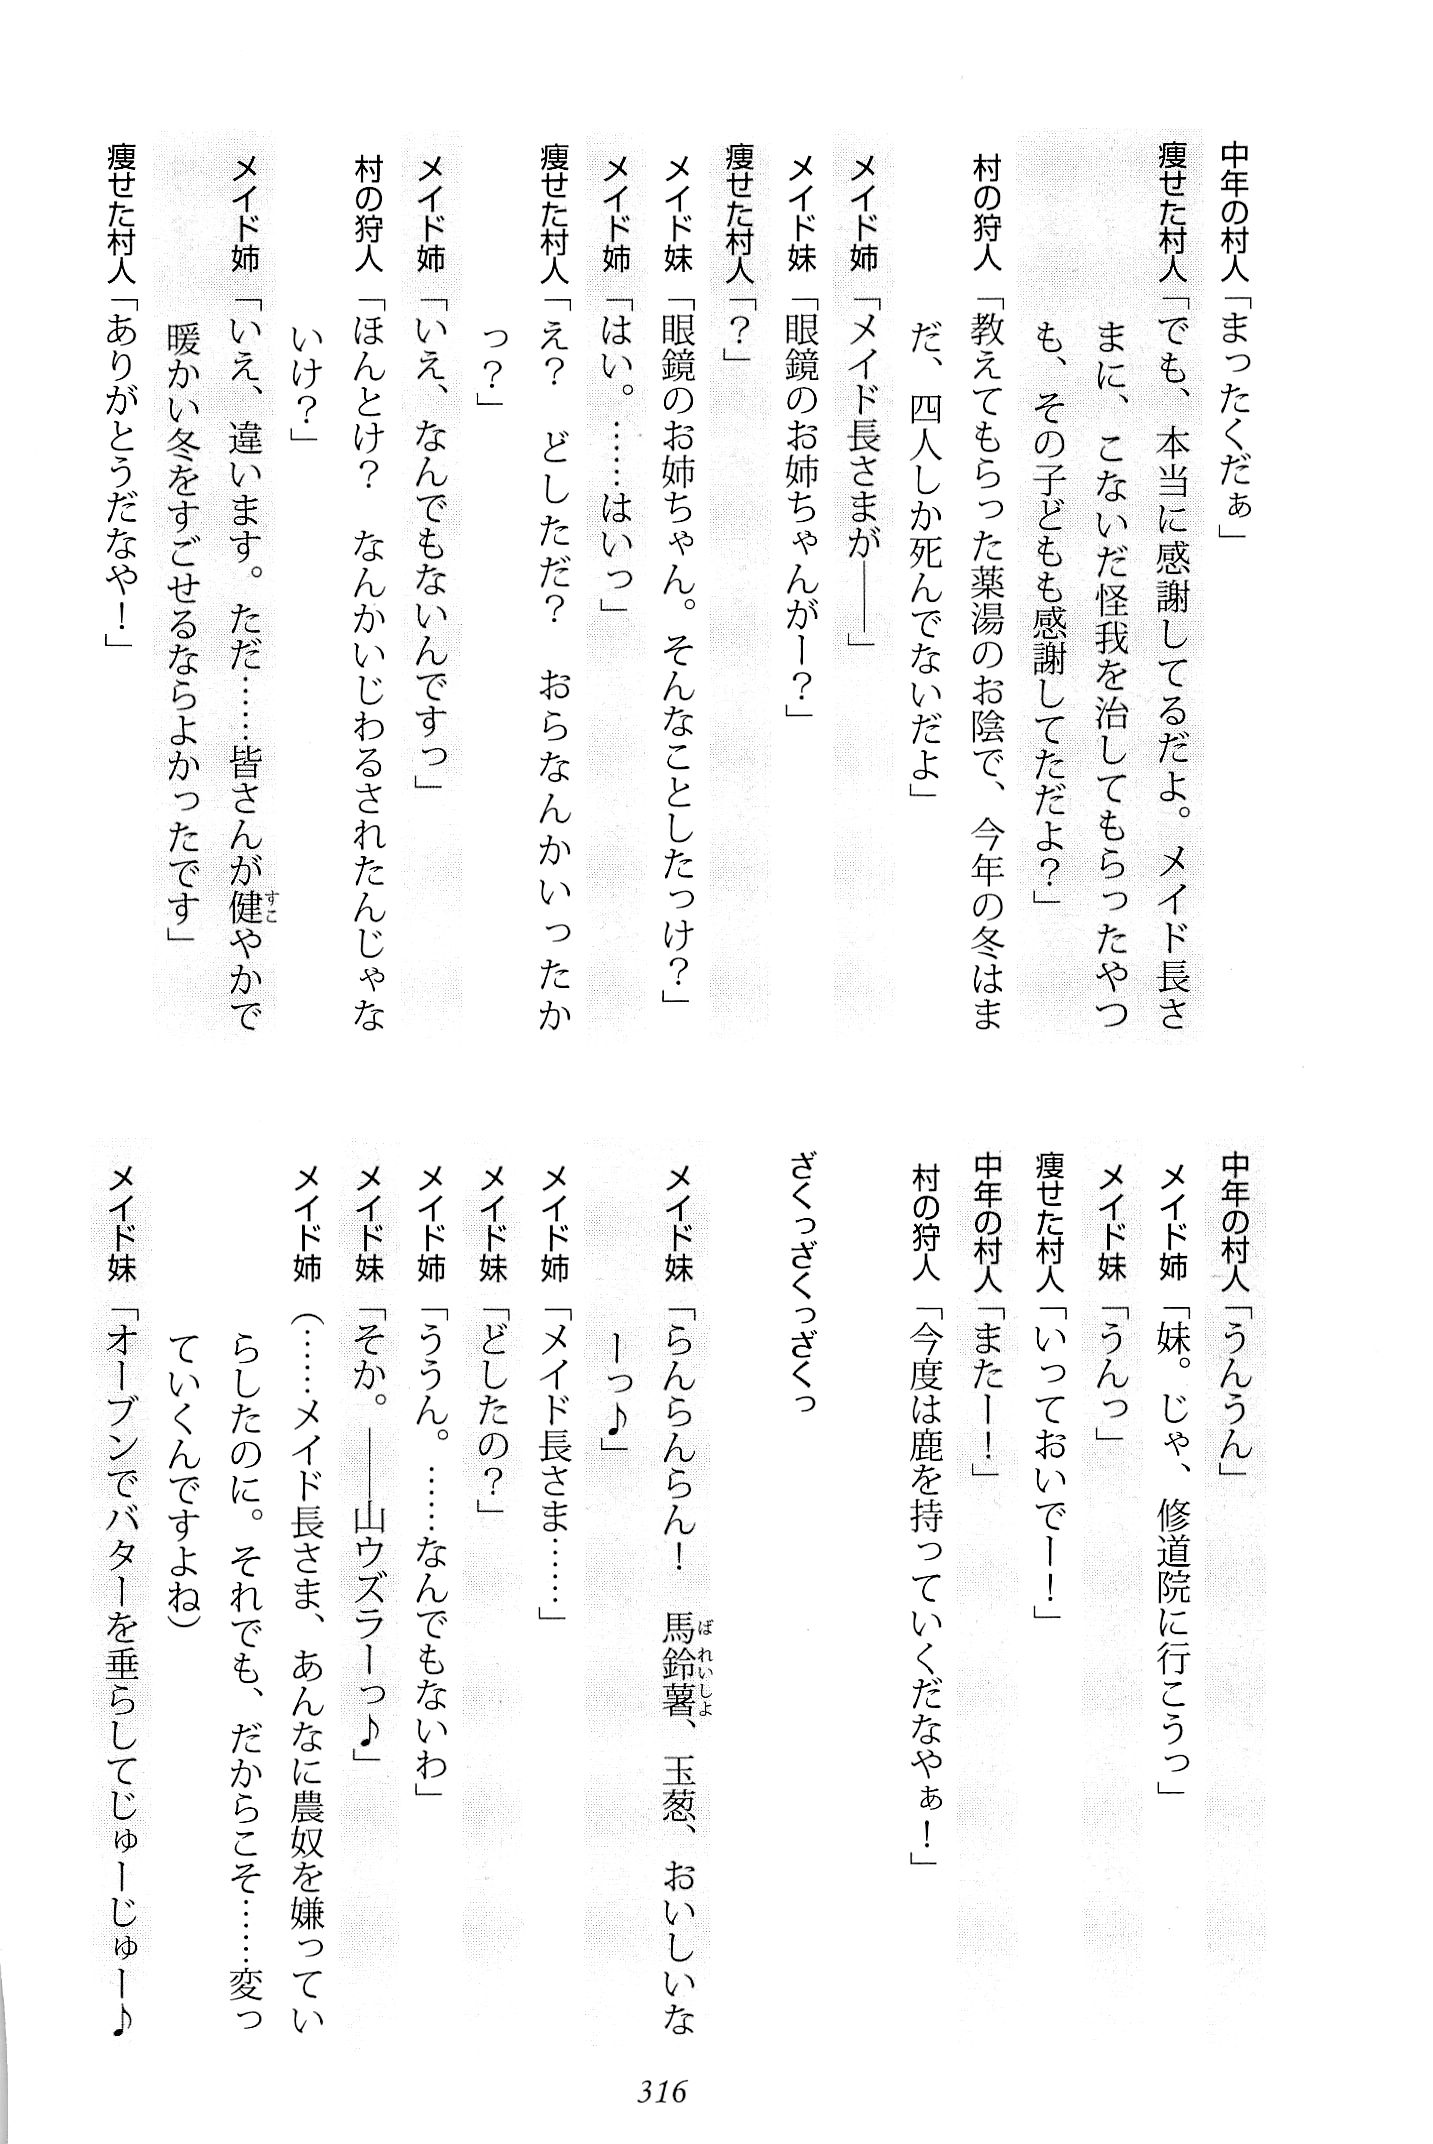 中年の村人「まったくだぁ」
痩せた村人「でも、本当に感謝してるだよ。メイド長さ
まに、こないだ怪我を治してもらったやつ
も、その子どもも感謝してただよ？」
村の狩人「教えてもらった薬湯のお陰で、今年の冬はま
だ、四人しか死んでないだよ」
メイド姉「メイド長さまが――」
メイド妹「眼鏡のお姉ちゃんがー？」
痩せた村人「？」
メイド妹「眼鏡のお姉ちゃん。そんなことしたっけ？」
メイド姉「はい。……はいっ」
痩せた村人「え？　どしただ？　おらなんかいったか
っ？」
メイド姉「いえ、なんでもないんですっ」
村の狩人「ほんとけ？　なんかいじわるされたんじゃな
いけ？」
メイド姉「いえ、違います。ただ……皆さんが健やかで
すこ
暖かい冬をすごせるならよかったです」
痩せた村人「ありがとうだなや！」
中年の村人「うんうん」
メイド姉「妹。じゃ、修道院に行こうっ」
メイド妹「うんっ」
痩せた村人「いっておいでー！」
中年の村人「またー！」
村の狩人「今度は鹿を持っていくだなやぁ！」
ざくっざくっざくっ
メイド妹「らんらんらん！　馬鈴薯、玉葱、おいしいな
ばれいしよ
ーっ♪」
メイド姉「メイド長さま……」
メイド妹「どしたの？」
メイド姉「ううん。……なんでもないわ」
メイド妹「そか。――山ウズラーっ♪」
メイド姉（……メイド長さま、あんなに農奴を嫌ってい
らしたのに。それでも、だからこそ……変っ
ていくんですよね）
メイド妹「オーブンでバターを垂らしてじゅーじゅー♪
316